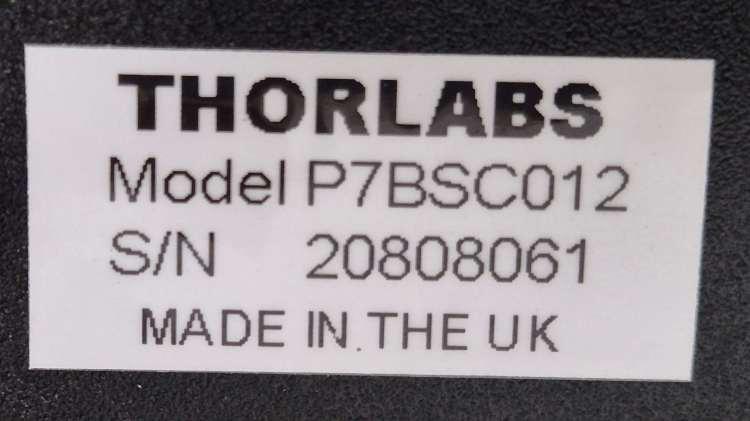 THORLABS
Model P7BSC012
S/N 20808061
MADE IN THE UK